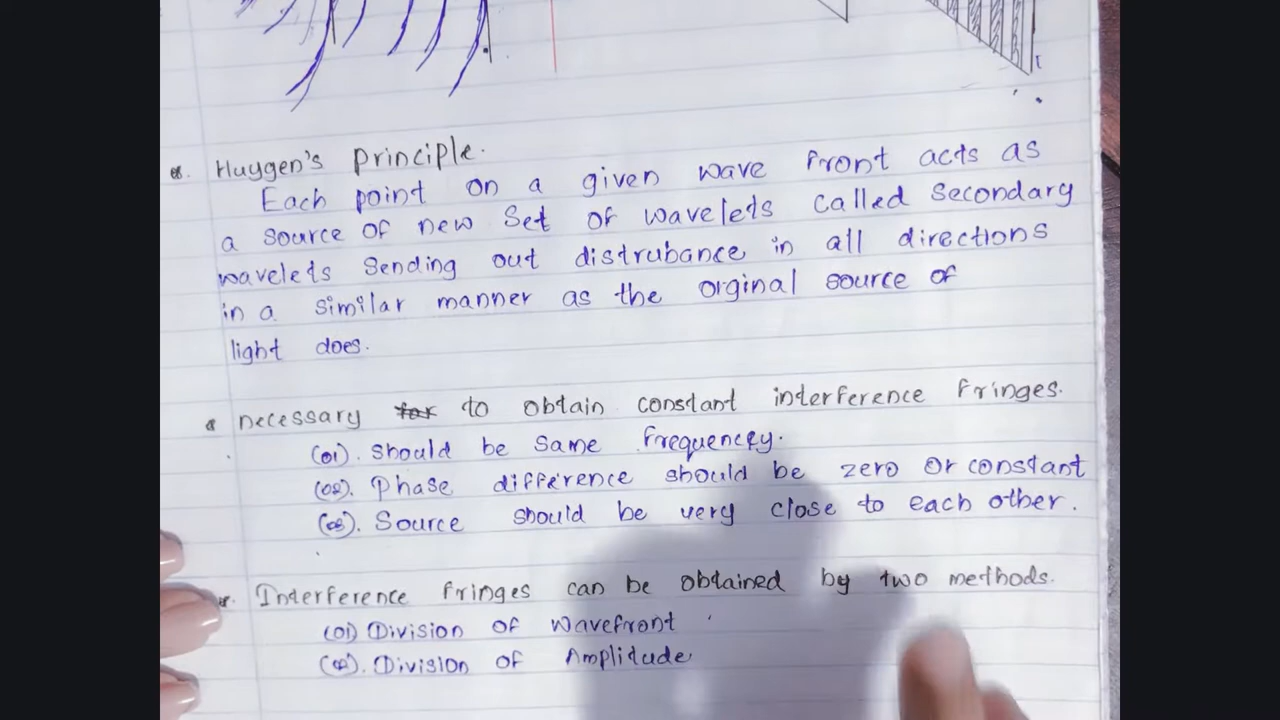 Huygen's principle.
Each point on a given wave front acts as
a source of new set of wavelets called secondary
wavelets sending out distrubance in all directions
in a similar manner as the orginal source of
light does.
necessary to obtain constant interference fringes.
(01). should be same frequency.
(02). Phase difference should be zero or constant
(03). Source should be very close to each other.
Interference fringes can be obtained by two methods.
(01) Division of wavefront
(02). Division of Amplitude